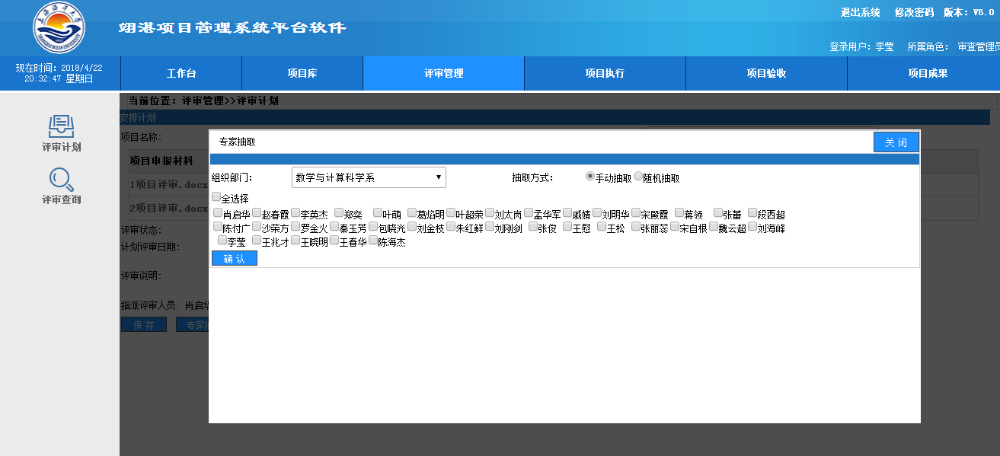 退出系统 修改密码 版本：V6.0
翊湛项目管理系统平台软件
登录用户：李莹 所属角色：审查管理员
现在时间：2018/4/22
20:32:47 星期日
工作台 项目库 评审管理 项目执行 项目验收 项目成果
当前位置：评审管理>>评审计划
安排计划
评审计划
评审查询
项目名称：
项目申报材料
1项目评审.docx
2项目评审.docx
评审状态：
计划评审日期：
评审说明：
指派评审人员：肖启华
保 存 专家抽
专家抽取 关 闭
组织部门： 数学与计算科学系 抽取方式： 手动抽取 随机抽取
全选择
肖启华 赵春霞 李英杰 郑奕 叶萌 葛焰明 叶超荣 刘太岗 孟华军 戚婧 刘明华 宋殿霞 蒋领 张蕾 段西超
陈付广 沙荣方 罗金火 秦玉芳 包晓光 刘金枝 朱红鲜 刘刚剑 张俊 王慰 王松 张丽蕊 宋自根 魏云超 刘海峰
李莹 王兆才 王晓明 王春华 陈海杰
确 认